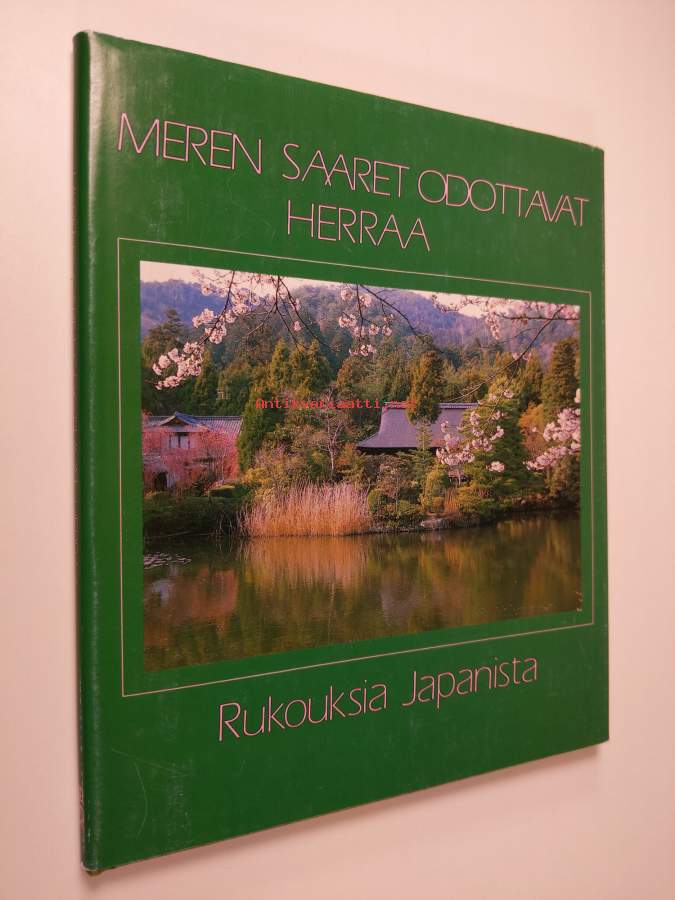 MEREN SAARET ODOTTAVAT
HERRAA
Antikvariaatti.net
Rukouksia Japanista